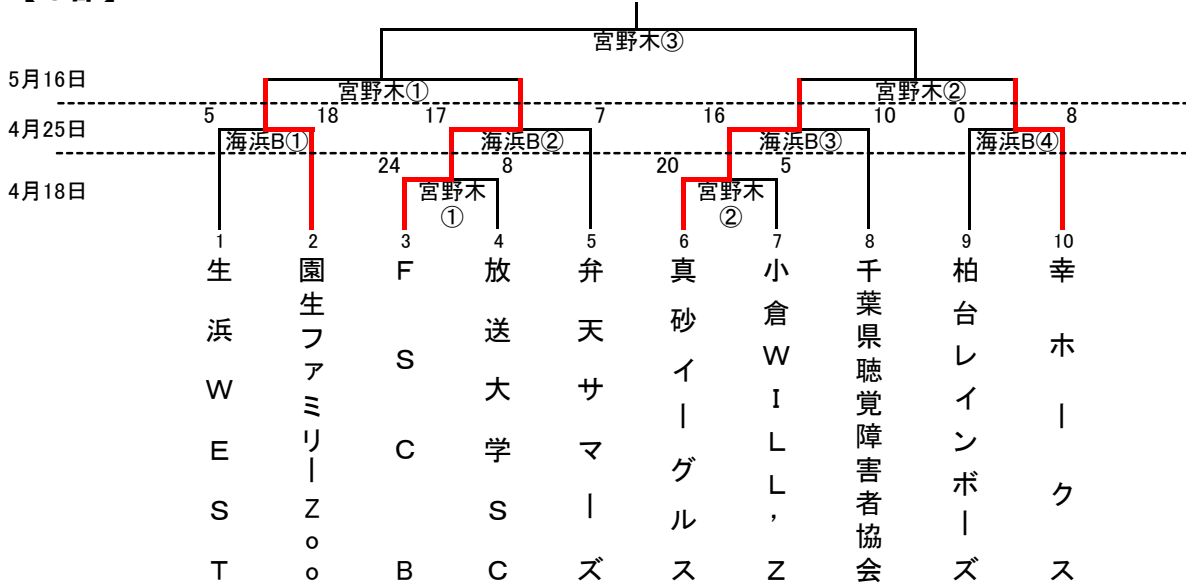 宮野木③
5月16日
宮野木①
宮野木②
5
18
17
7
16
10
0
8
4月25日
海浜B①
海浜B②
海浜B③
海浜B④
24
8
20
5
4月18日
宮野木
①
宮野木
②
1
2
3
4
5
6
7
8
9
10
生浜WEST
園生ファミリーZoo
FSCB
放送大学SC
弁天サマーズ
真砂イーグルス
小倉WILL’Z
千葉県聴覚障害者協会
柏台レインボーズ
幸ホークス